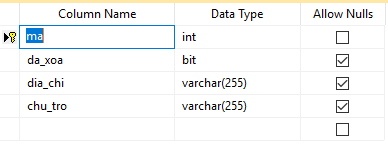 Column Name Data Type Allow Nulls
ma int
da_xoa bit
dia_chi varchar(255)
chu_tro varchar(255)